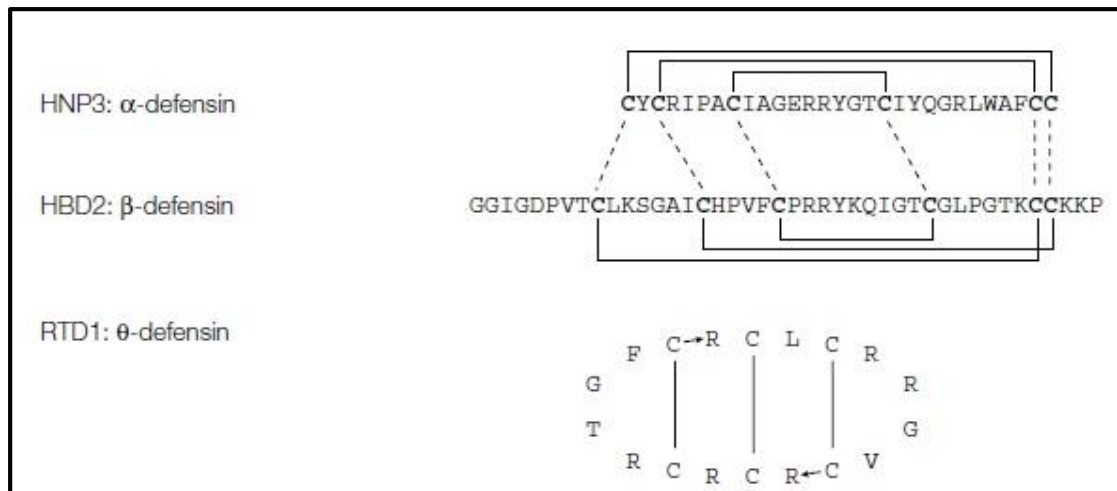 HNP3: α-defensin CYCRIPACIAGERRYGTCIYQGRLWAFCC
HBD2: β-defensin GGIGDPVTCLKSGAICHPVFCPRRYKQIGTCGLPGTKCCKKP
RTD1: θ-defensin
F C R C L C R
G R
T G
R C R C R C V